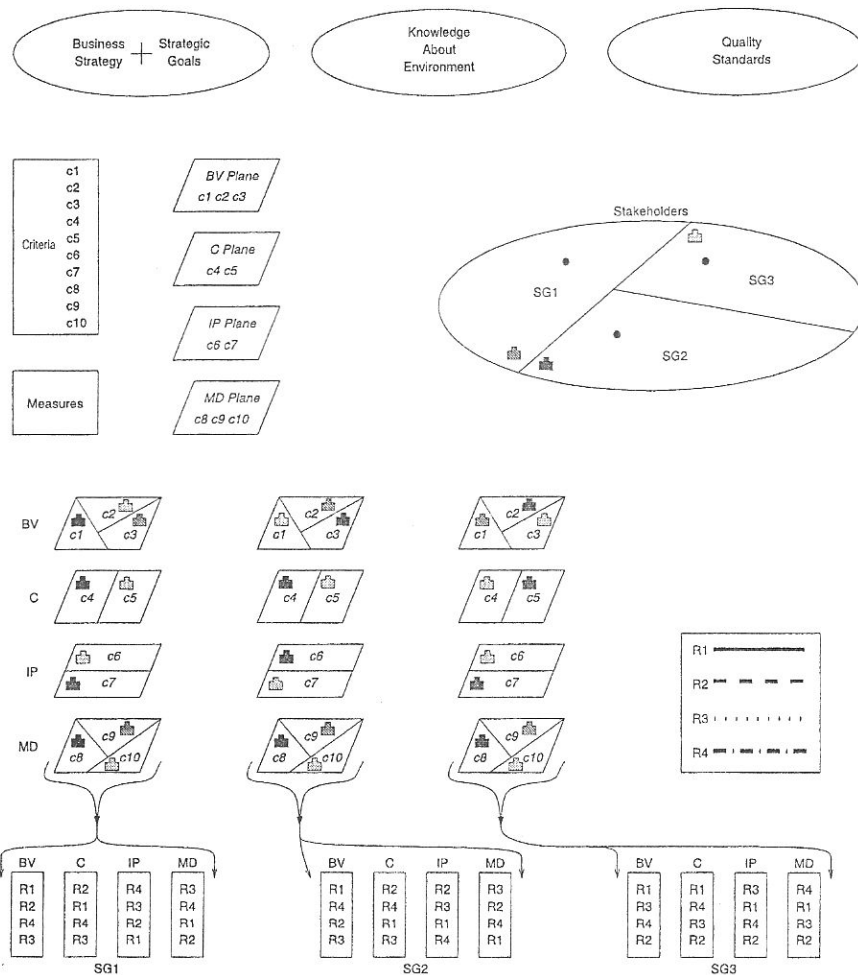 Business Strategy
Strategic Goals
Knowledge
About
Environment
Quality
Standards
Criteria
c1
c2
c3
c4
c5
c6
c7
c8
c9
c10
BV Plane
c1 c2 c3
C Plane
c4 c5
IP Plane
c6 c7
MD Plane
c8 c9 c10
Measures
Stakeholders
SG1
SG3
SG2
BV
c1 c2 c3
c1 c2 c3
c1 c2 c3
C
c4 c5
c4 c5
c4 c5
IP
c6
c7
c6
c7
c6
c7
MD
c8 c9 c10
c8 c9 c10
c8 c9 c10
R1
R2
R3
R4
BV C IP MD
R1 R2 R4 R3
R2 R1 R3 R4
R4 R4 R2 R1
R3 R3 R1 R2
SG1
BV C IP MD
R1 R2 R2 R3
R4 R4 R3 R2
R2 R1 R1 R4
R3 R3 R4 R1
SG2
BV C IP MD
R1 R1 R3 R4
R3 R4 R1 R1
R4 R3 R4 R3
R2 R2 R2 R2
SG3